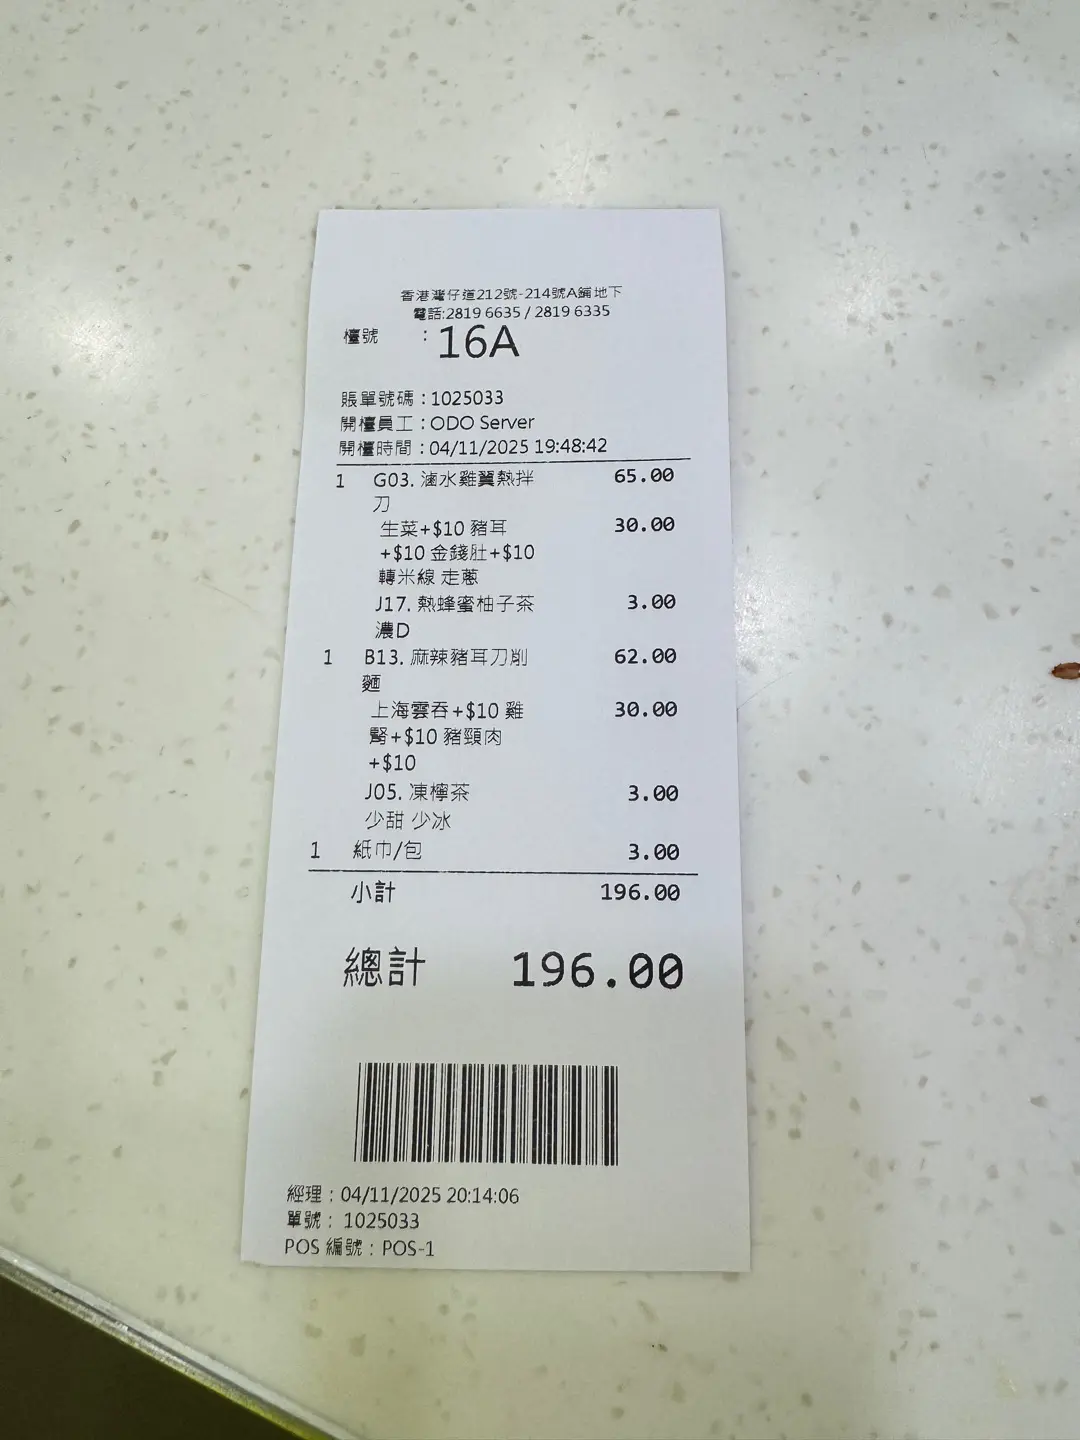 香港灣仔道212號-214號A鋪地下
電話:2819 6635 / 2819 6335
檯號 : 16A
賬單號碼 : 1025033
開檯員工 : ODO Server
開檯時間 : 04/11/2025 19:48:42
1 G03. 滷水雞翼熱拌 65.00
刀
生菜+$10 豬耳 30.00
+$10 金錢肚+$10
轉米線 走蔥
J17. 熱蜂蜜柚子茶 3.00
濃D
1 B13. 麻辣豬耳刀削 62.00
麵
上海雲吞+$10 雞 30.00
腎+$10 豬頸肉
+$10
J05. 凍檸茶 3.00
少甜 少冰
1 紙巾/包 3.00
小計 196.00
總計 196.00
經理 : 04/11/2025 20:14:06
單號 : 1025033
POS 編號 : POS-1